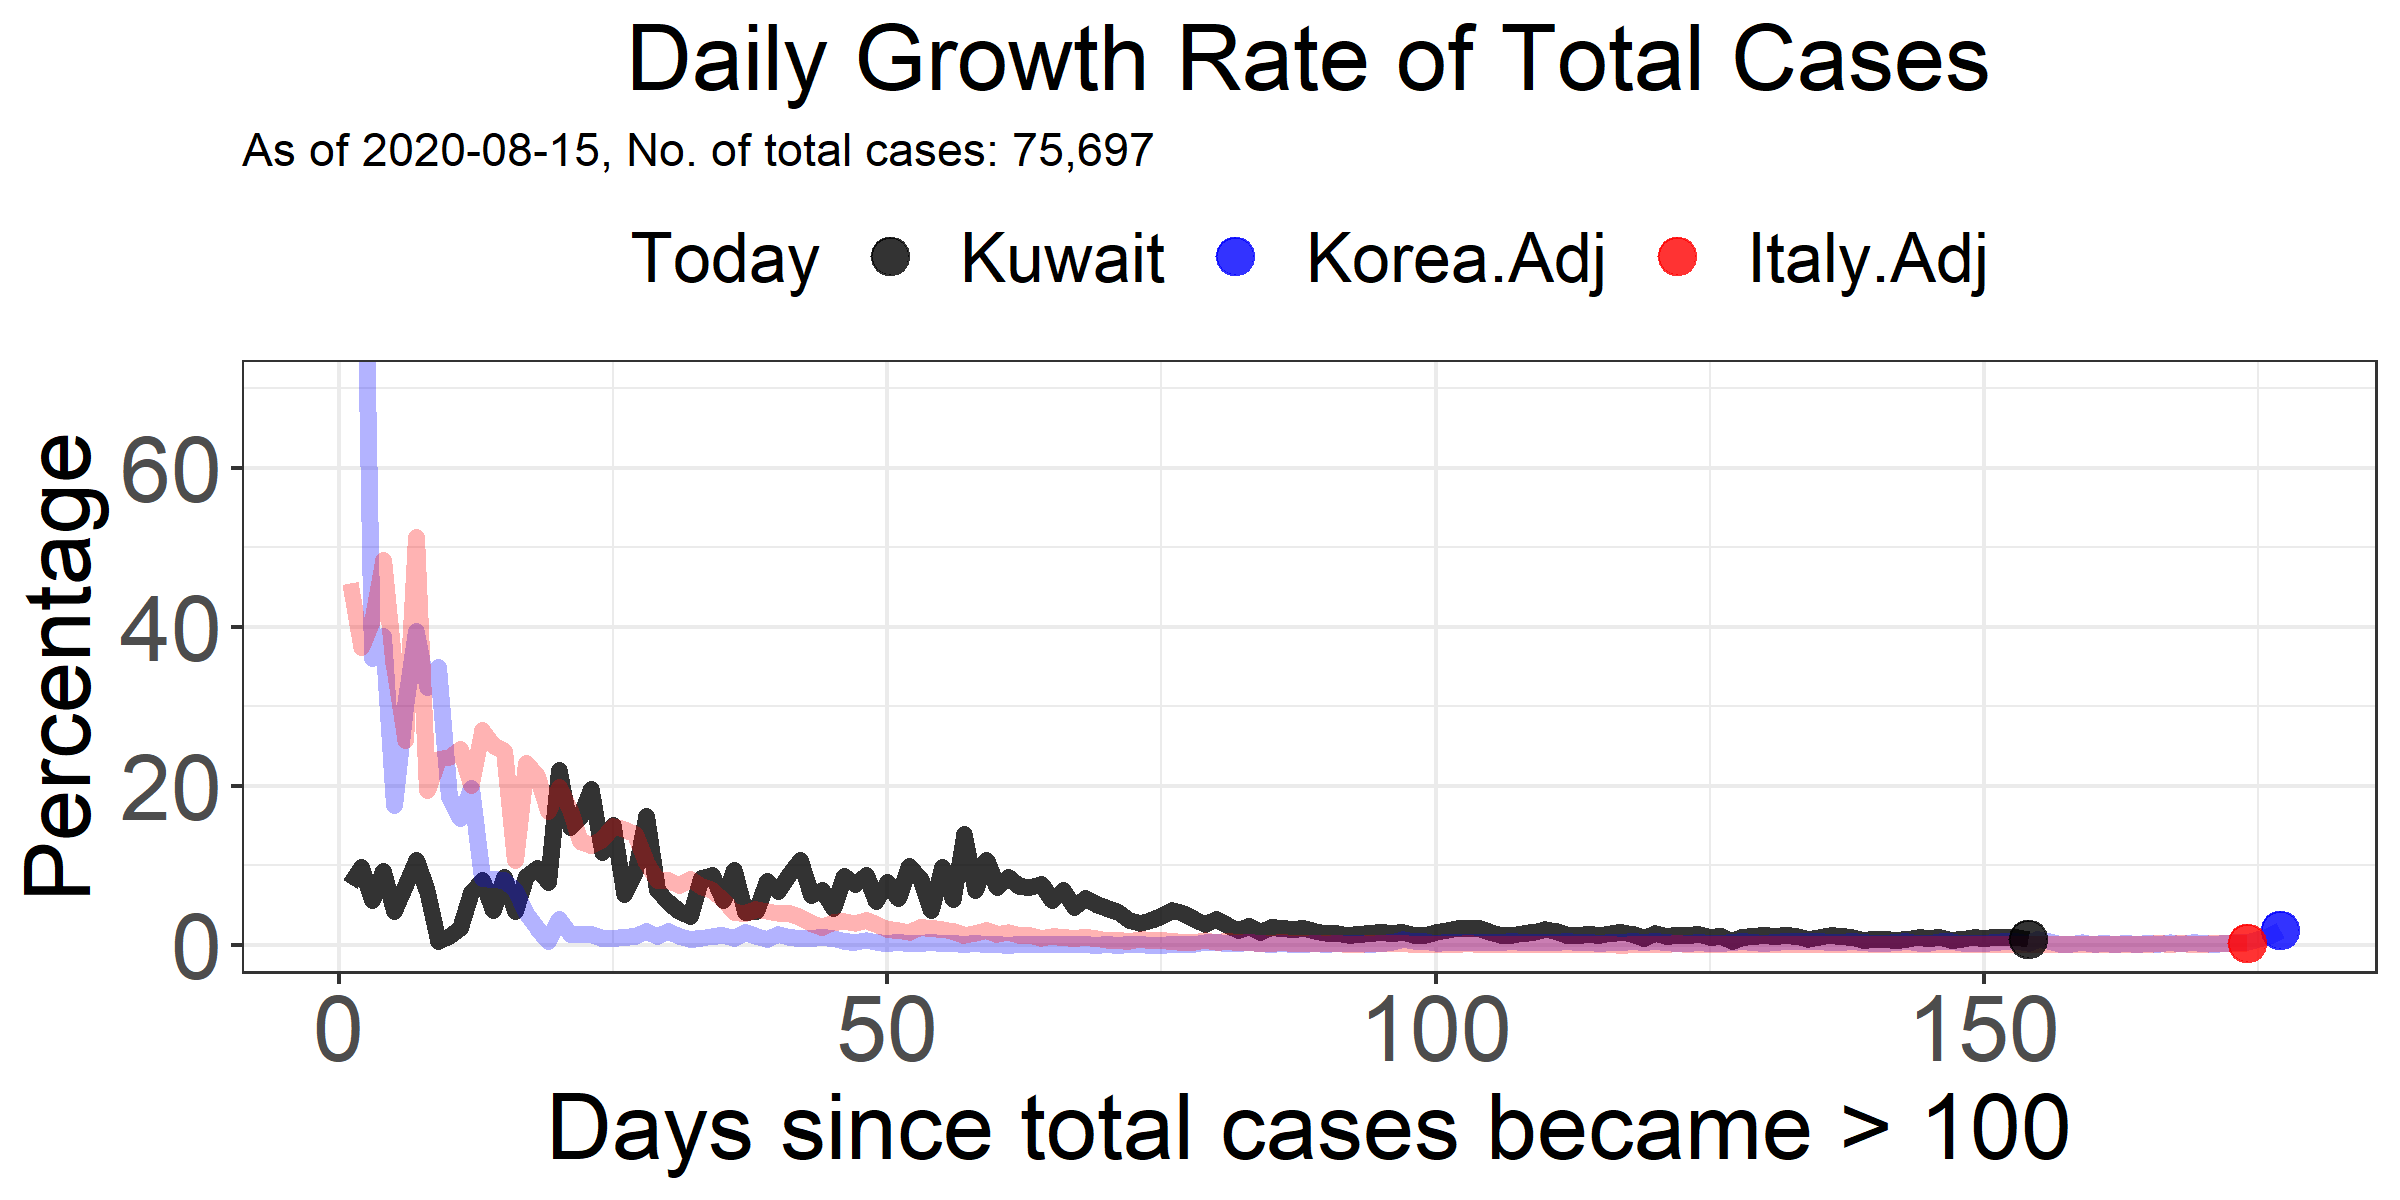 Daily Growth Rate of Total Cases
As of 2020-08-15, No. of total cases: 75,697
Today Kuwait Korea.Adj Italy.Adj
Percentage
60
40
20
0
0 50 100 150
Days since total cases became > 100